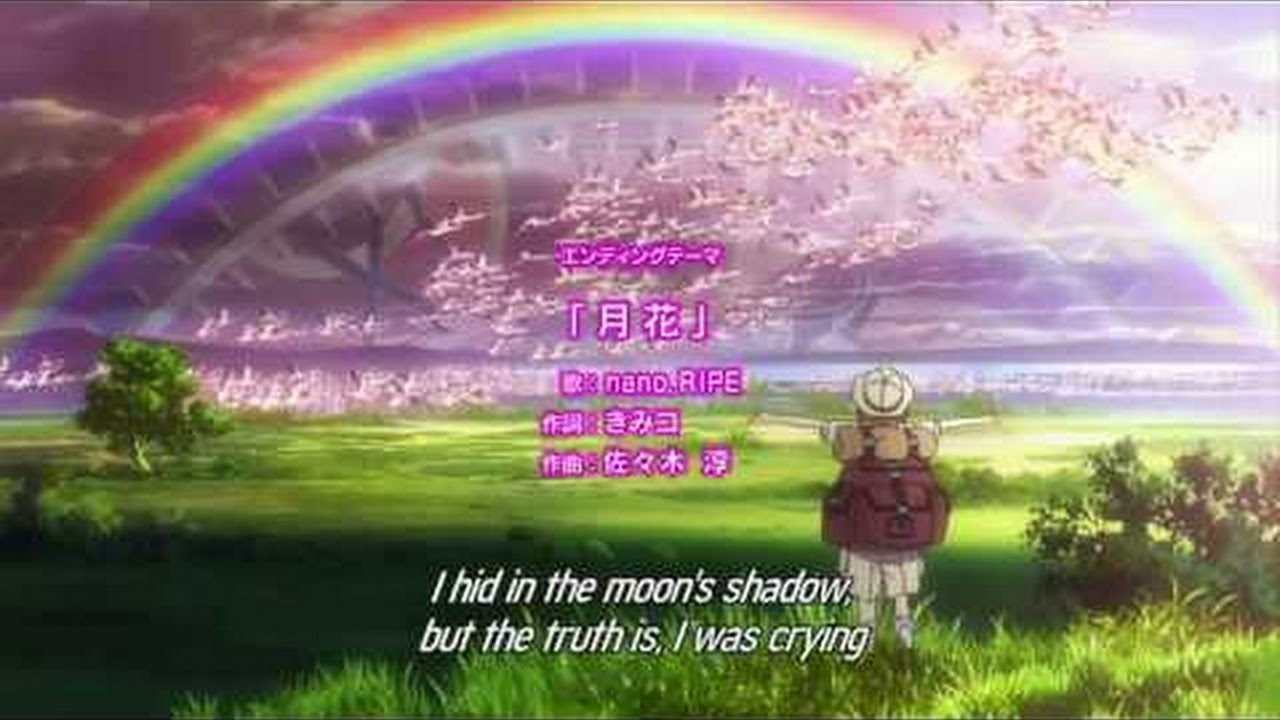 エンディングテーマ
「月花」
歌：nano.RIPE
作詞：きみコ
作曲：佐々木 淳
I hid in the moon's shadow,
but the truth is, I was crying